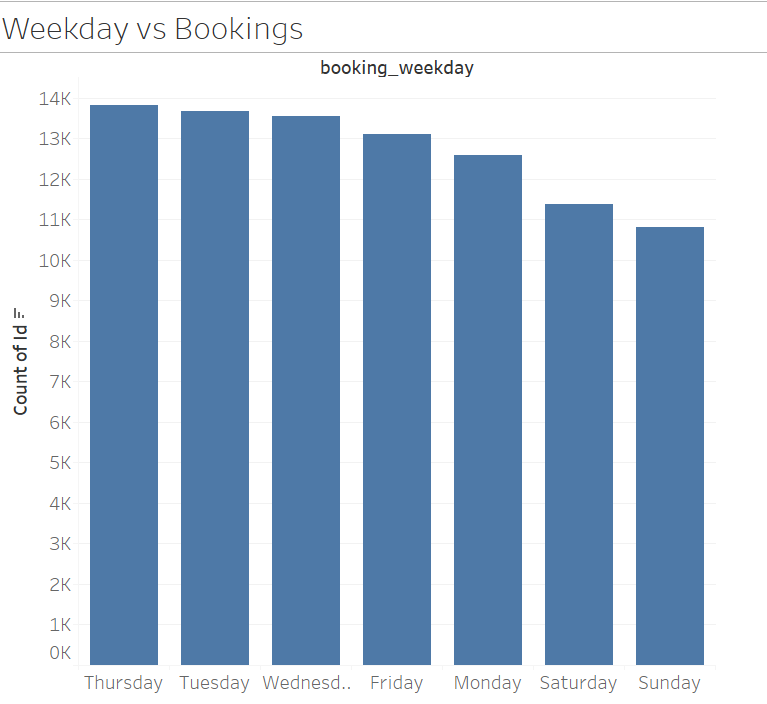 Weekday vs Bookings
booking_weekday
14K
13K
12K
11K
10K
9K
8K
7K
6K
5K
4K
3K
2K
1K
0K
Count of Id
Thursday Tuesday Wednesd.. Friday Monday Saturday Sunday